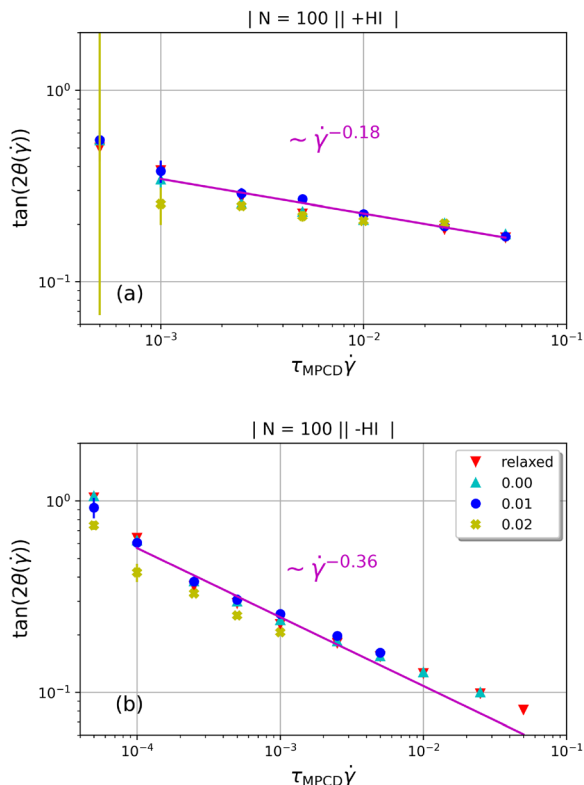 | N = 100 || +HI |
tan(2θ(γ̇))
10⁰
10⁻¹
~ γ̇⁻⁰·¹⁸
(a)
10⁻³
10⁻²
10⁻¹
τMPCDγ̇
| N = 100 || -HI |
tan(2θ(γ̇))
10⁰
10⁻¹
relaxed
0.00
0.01
0.02
~ γ̇⁻⁰·³⁶
(b)
10⁻⁴
10⁻³
10⁻²
10⁻¹
τMPCDγ̇